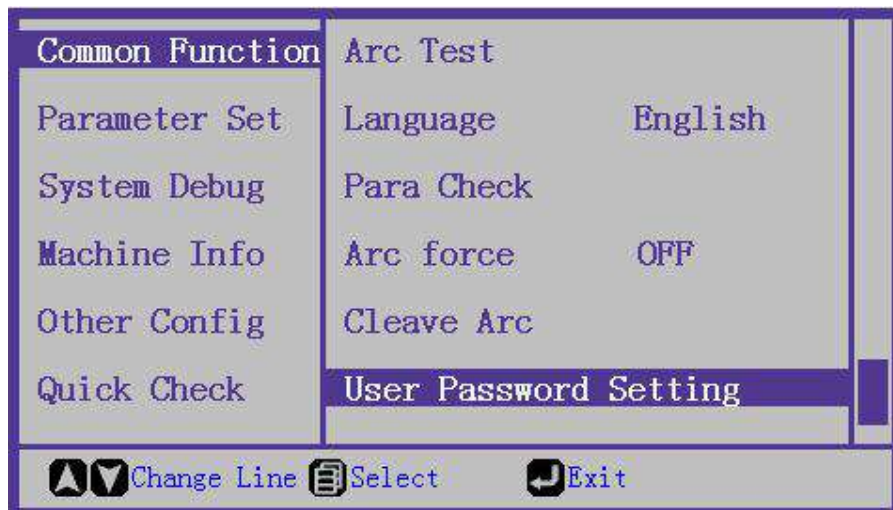 Common Function Arc Test
Parameter Set Language English
System Debug Para Check
Machine Info Arc force OFF
Other Config Cleave Arc
Quick Check User Password Setting
Change Line Select Exit